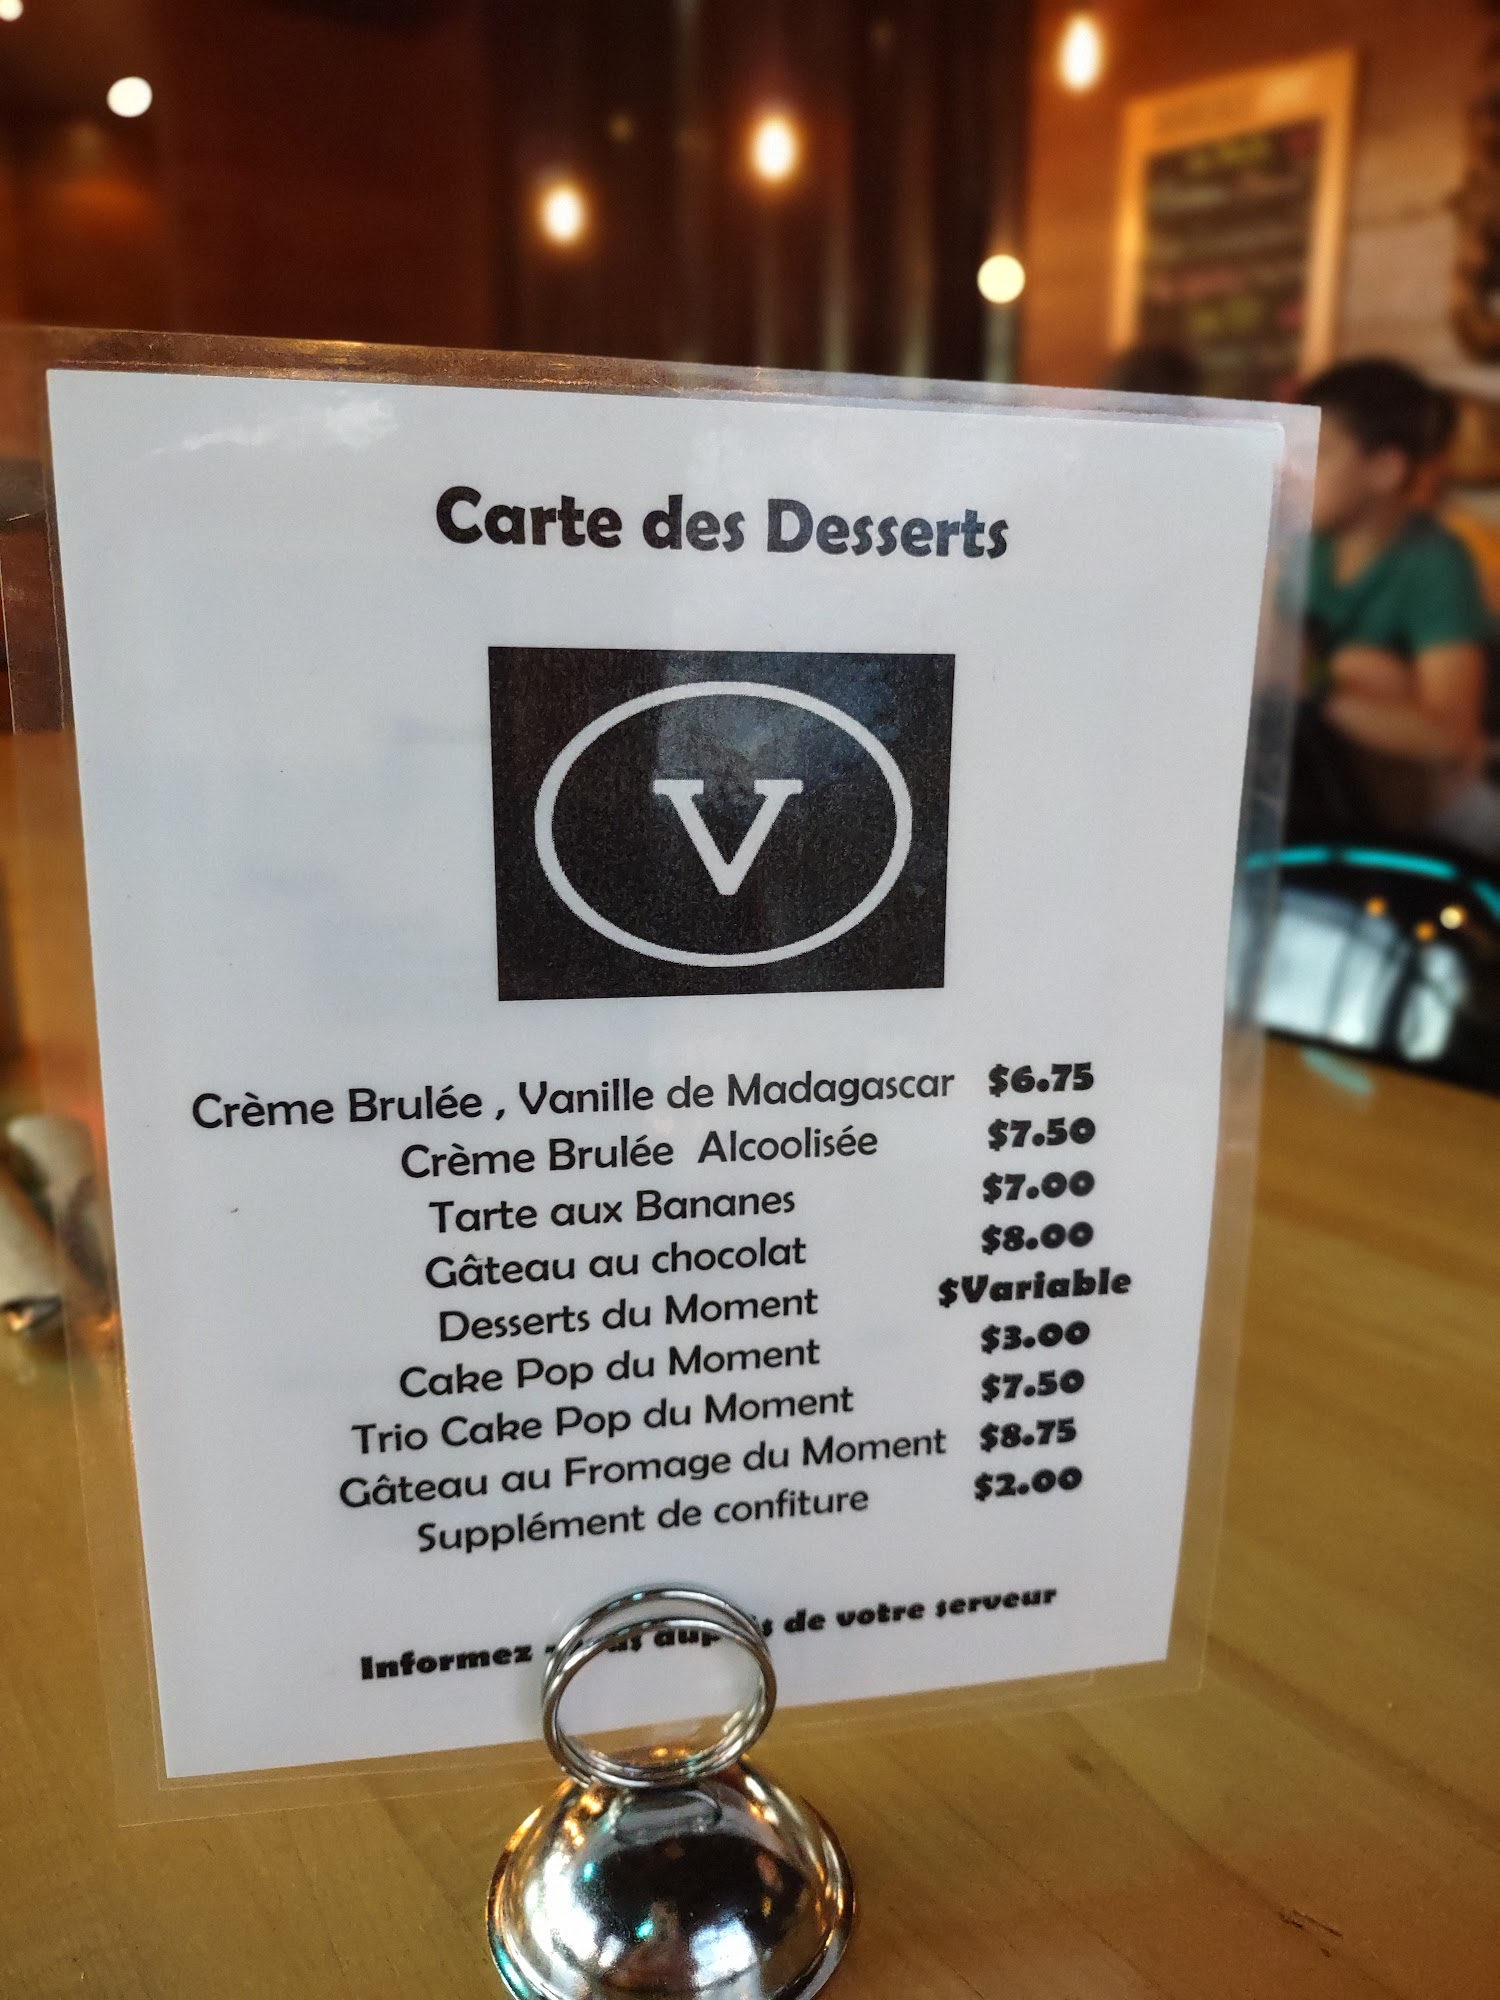 Carte des Desserts
V
Crème Brulée , Vanille de Madagascar $6.75
Crème Brulée Alcoolisée $7.50
Tarte aux Bananes $7.00
Gâteau au chocolat $8.00
Desserts du Moment $Variable
Cake Pop du Moment $3.00
Trio Cake Pop du Moment $7.50
Gâteau au Fromage du Moment $8.75
Supplément de confiture $2.00
Informez de votre serveur